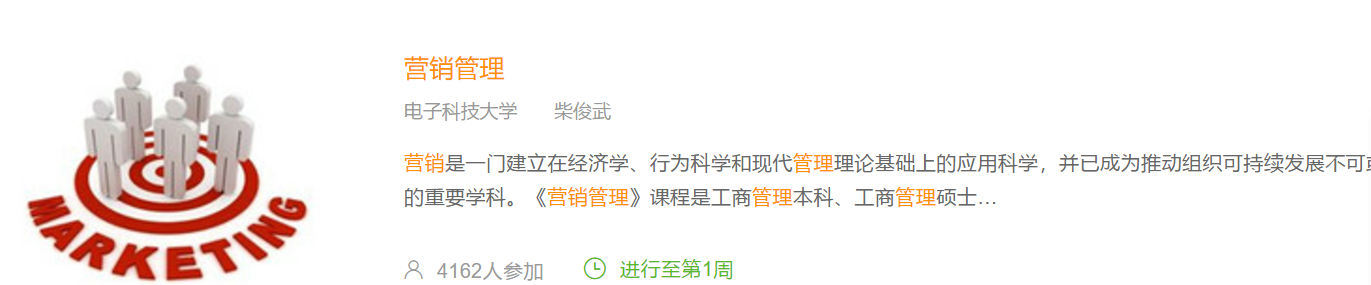 营销管理
电子科技大学 柴俊武
营销是一门建立在经济学、行为科学和现代管理理论基础上的应用科学，并已成为推动组织可持续发展不可
的重要学科。《营销管理》课程是工商管理本科、工商管理硕士...
MARKETING
4162人参加 进行至第1周